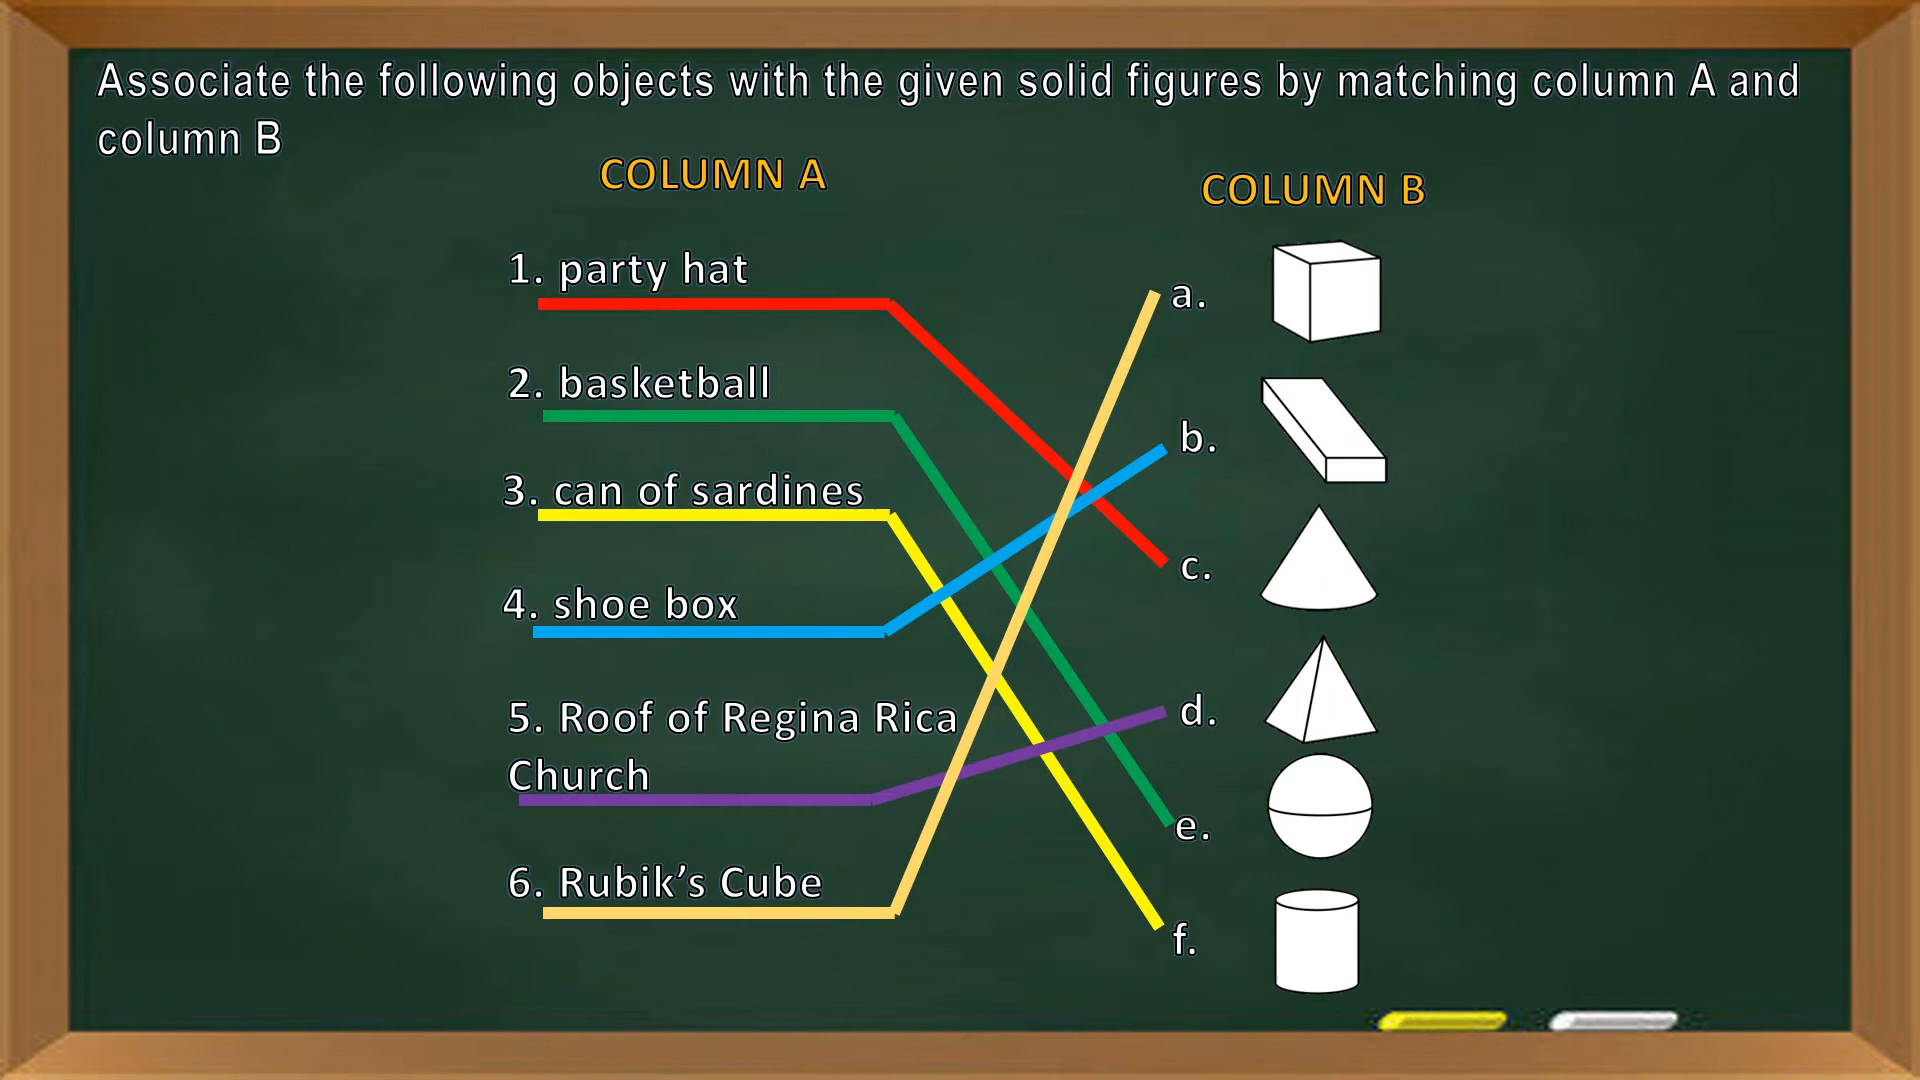 Associate the following objects with the given solid figures by matching column A and
column B
COLUMN A
COLUMN B
1. party hat
2. basketball
3. can of sardines
4. shoe box
5. Roof of Regina Rica
Church
6. Rubik’s Cube
a.
b.
c.
d.
e.
f.